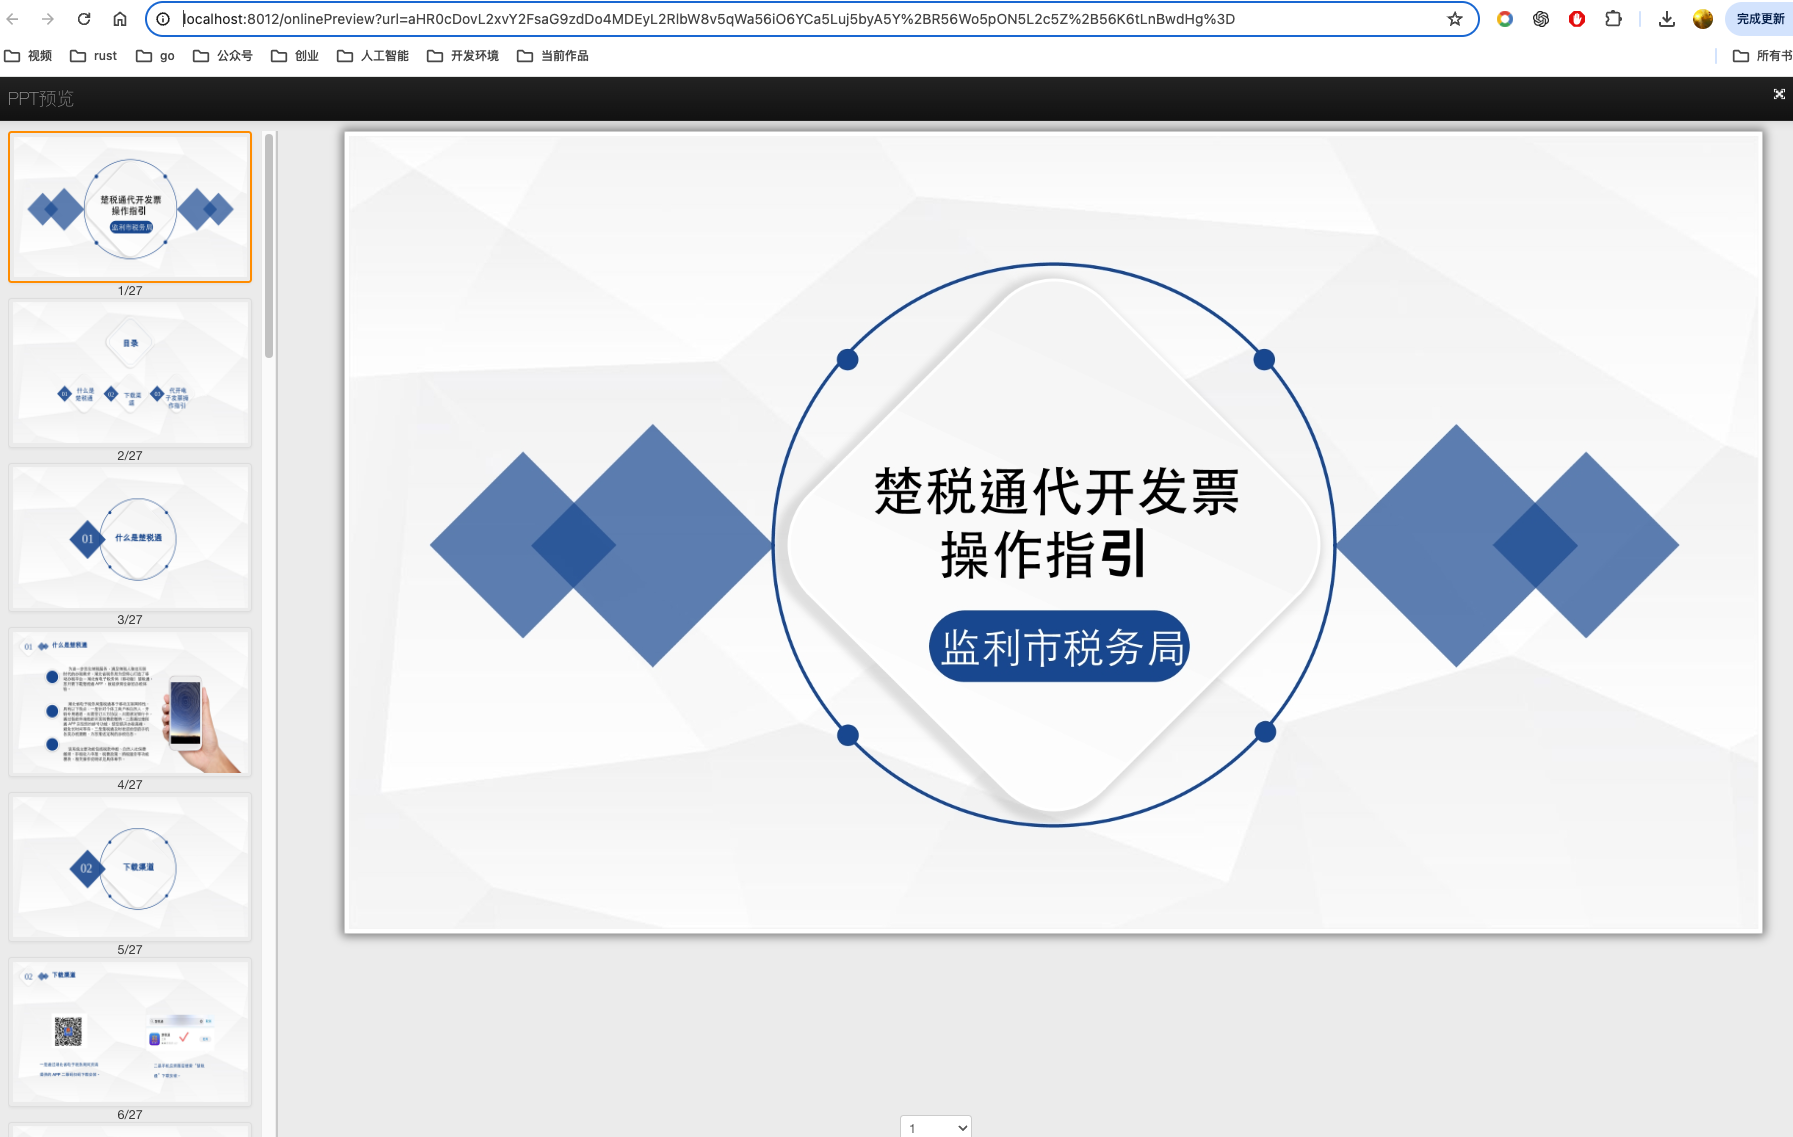 localhost:8012/onlinePreview?url=aHR0cDovL2xvY2FsaG9zdDo4MDEyL2RlbW8v5qWa56iO6YCa5Luj5byA5Y%2BR56Wo5pON5L2c5Z%2B56K6tLnBwdHg%3D
完成更新
视频
rust
go
公众号
创业
人工智能
开发环境
当前作品
所有书
PPT预览
楚税通代开发票
操作指引
监利市税务局
1/27
目录
01
什么是
楚税通
02
下载渠
道
03
代开电
子发票操
作指引
2/27
01
什么是楚税通
3/27
01
什么是楚税通
4/27
02
下载渠道
5/27
02
下载渠道
6/27
楚税通代开发票
操作指引
监利市税务局
1